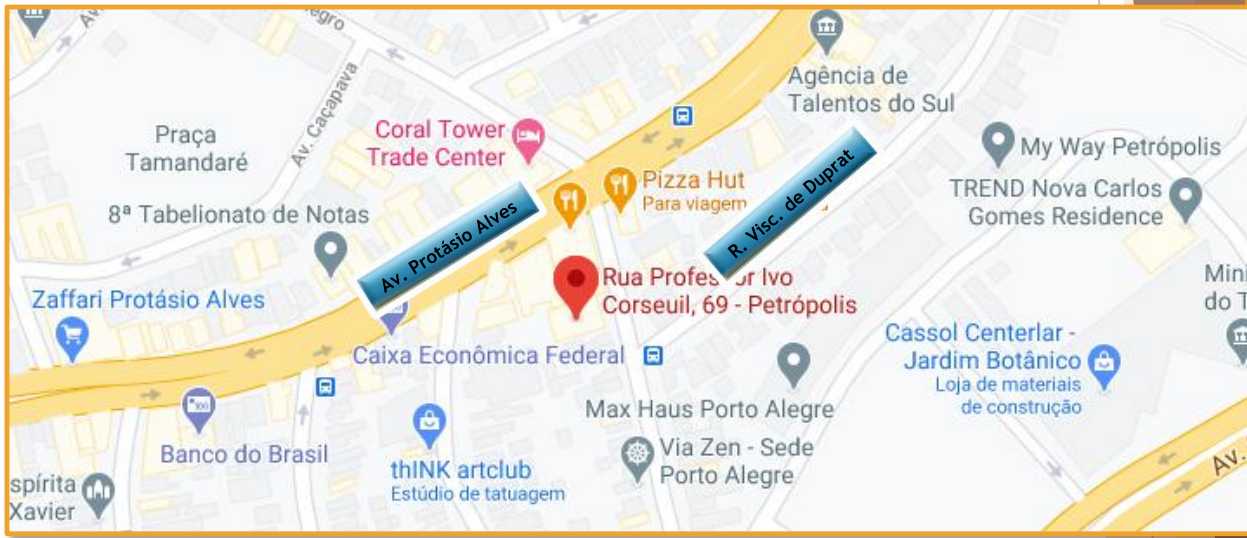 Av. Caçapava
Praça
Tamandaré
Coral Tower
Trade Center
Agência de
Talentos do Sul
My Way Petrópolis
Pizza Hut
Para viagem
TREND Nova Carlos
Gomes Residence
8ª Tabelionato de Notas
Av. Protásio Alves
R. Visc. de Duprat
Zaffari Protásio Alves
Rua Professor Ivo
Corseuil, 69 - Petrópolis
Caixa Econômica Federal
Cassol Centerlar -
Jardim Botânico
Loja de materiais
de construção
Max Haus Porto Alegre
Banco do Brasil
thINK artclub
Estúdio de tatuagem
Via Zen - Sede
Porto Alegre
spírita
Xavier
Av.